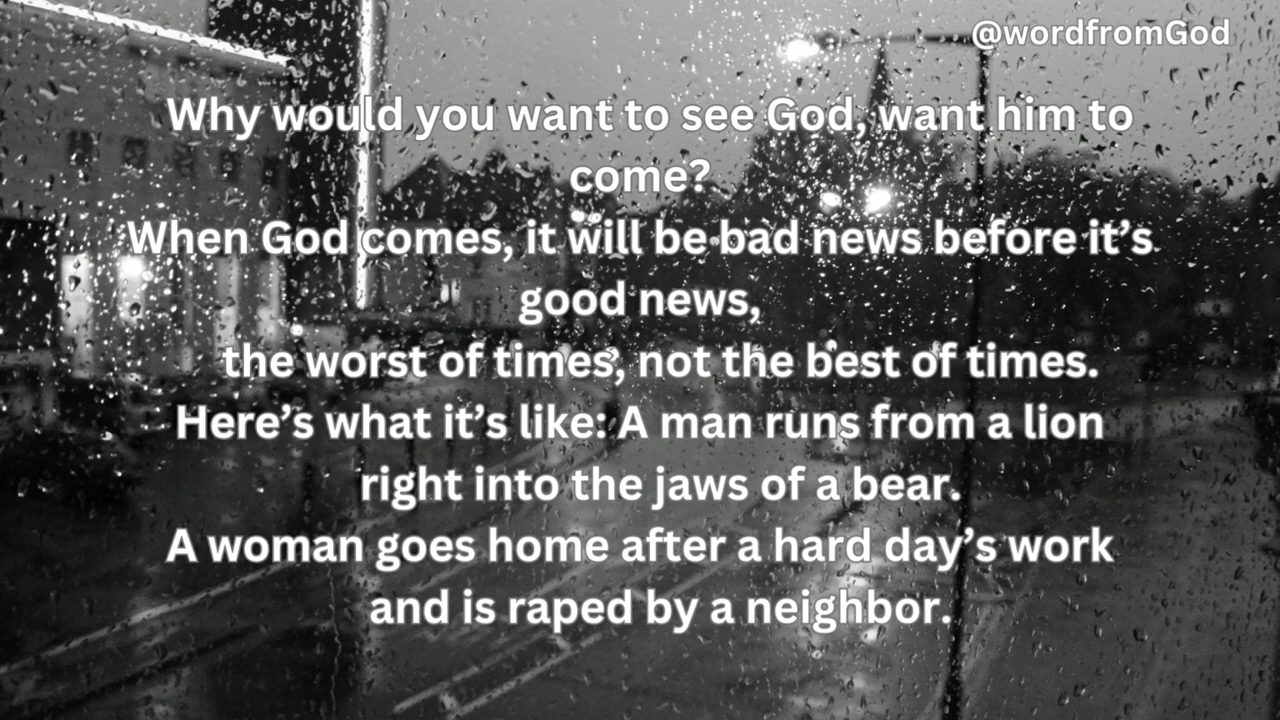 @wordfromGod
Why would you want to see God, want him to
come?
When God comes, it will be bad news before it’s
good news,
the worst of times, not the best of times.
Here’s what it’s like: A man runs from a lion
right into the jaws of a bear.
A woman goes home after a hard day’s work
and is raped by a neighbor.